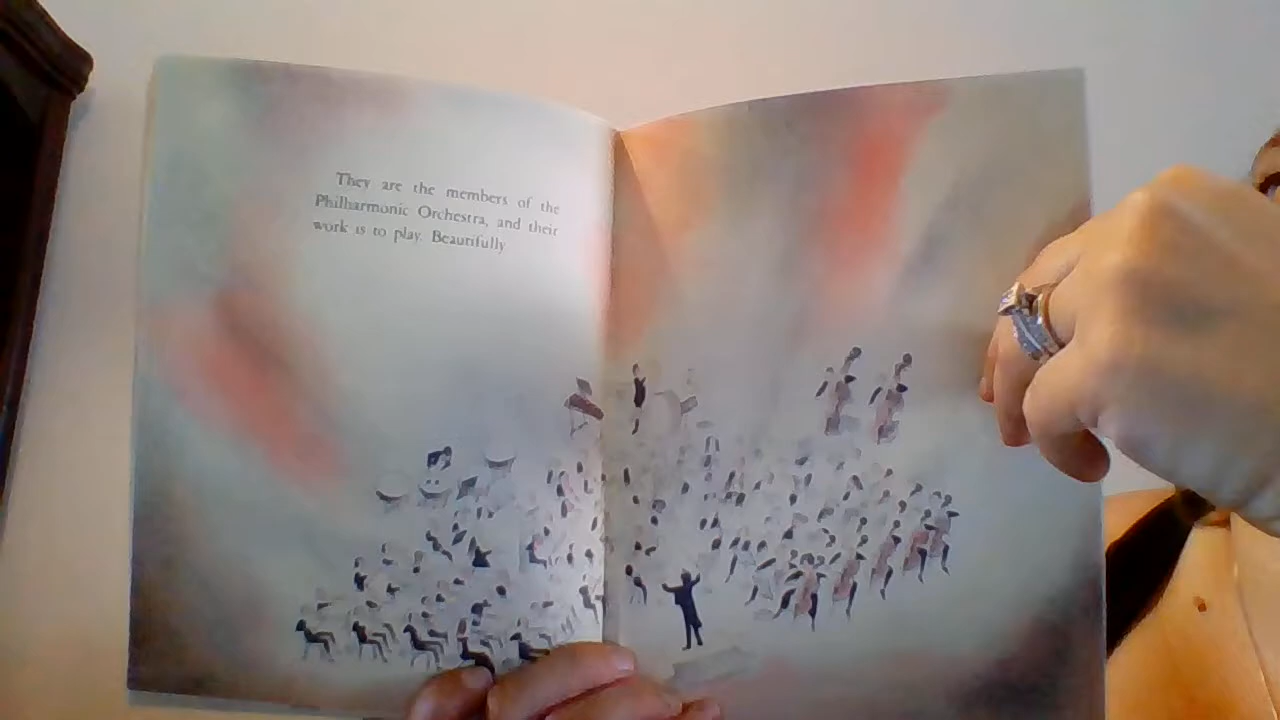 They are the members of the
Philharmonic Orchestra, and their
work is to play. Beautifully